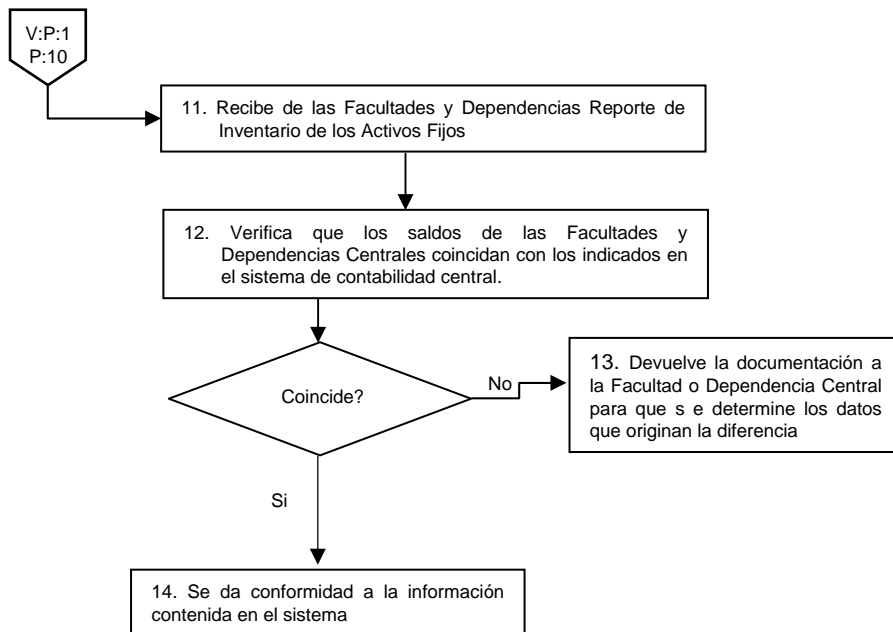 V:P:1
P:10
11. Recibe de las Facultades y Dependencias Reporte de
Inventario de los Activos Fijos
12. Verifica que los saldos de las Facultades y
Dependencias Centrales coincidan con los indicados en
el sistema de contabilidad central.
Coincide?
No
13. Devuelve la documentación a
la Facultad o Dependencia Central
para que s e determine los datos
que originan la diferencia
Si
14. Se da conformidad a la información
contenida en el sistema